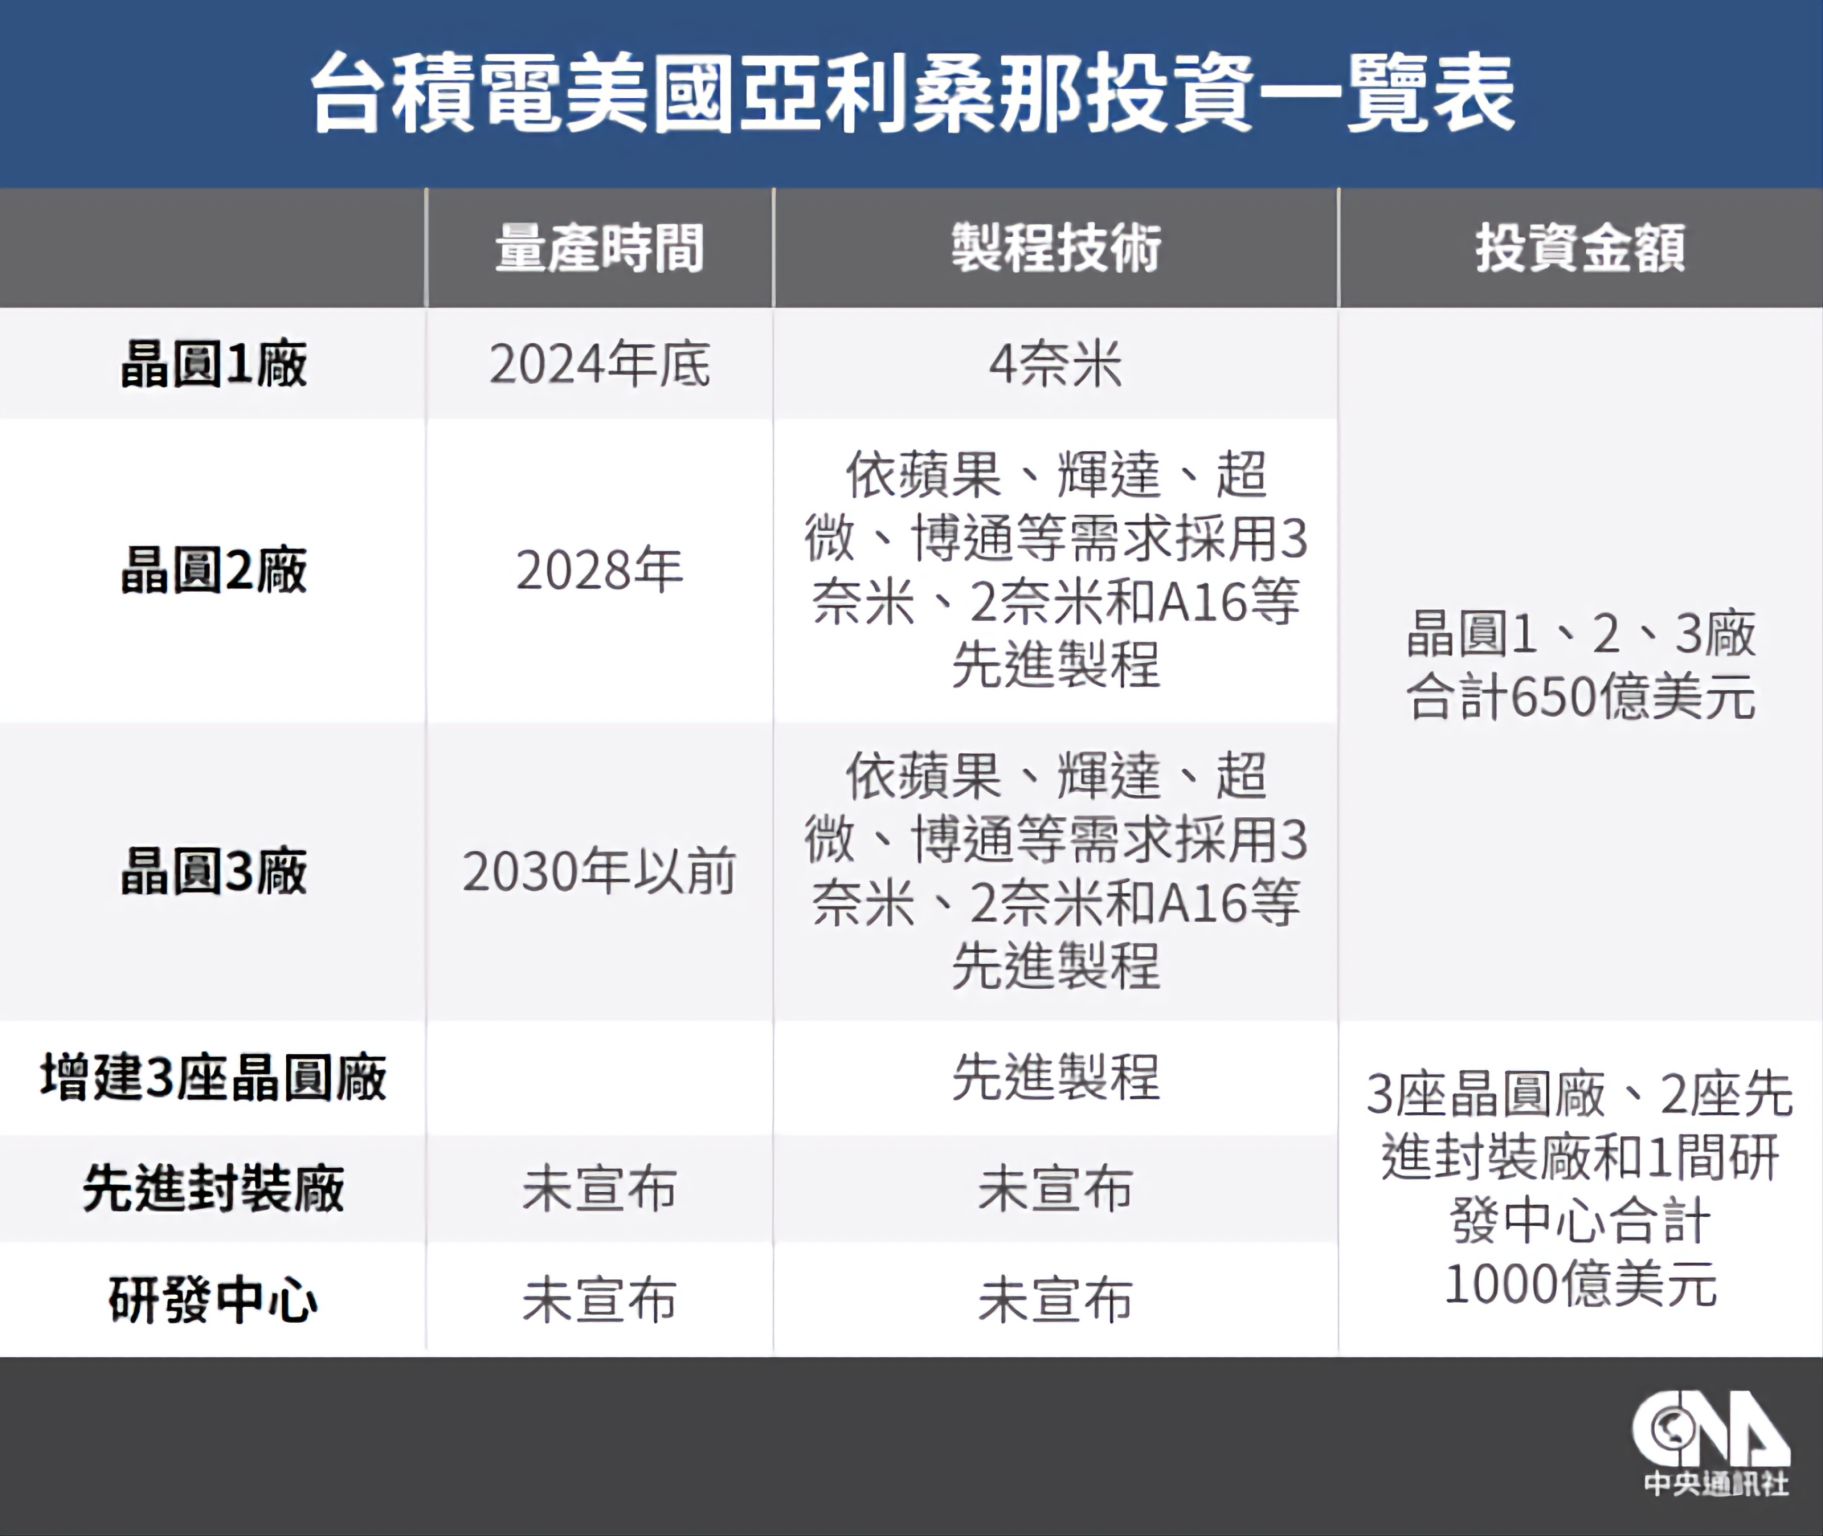 台積電美國亞利桑那投資一覽表
量產時間
製程技術
投資金額
晶圓1廠
2024年底
4奈米
晶圓2廠
2028年
依蘋果、輝達、超
微、博通等需求採用3
奈米、2奈米和A16等
先進製程
晶圓1、2、3廠
合計650億美元
晶圓3廠
2030年以前
依蘋果、輝達、超
微、博通等需求採用3
奈米、2奈米和A16等
先進製程
增建3座晶圓廠
先進製程
3座晶圓廠、2座先
進封裝廠和1間研
發中心合計
1000億美元
先進封裝廠
未宣布
未宣布
研發中心
未宣布
未宣布
CNA
中央通訊社